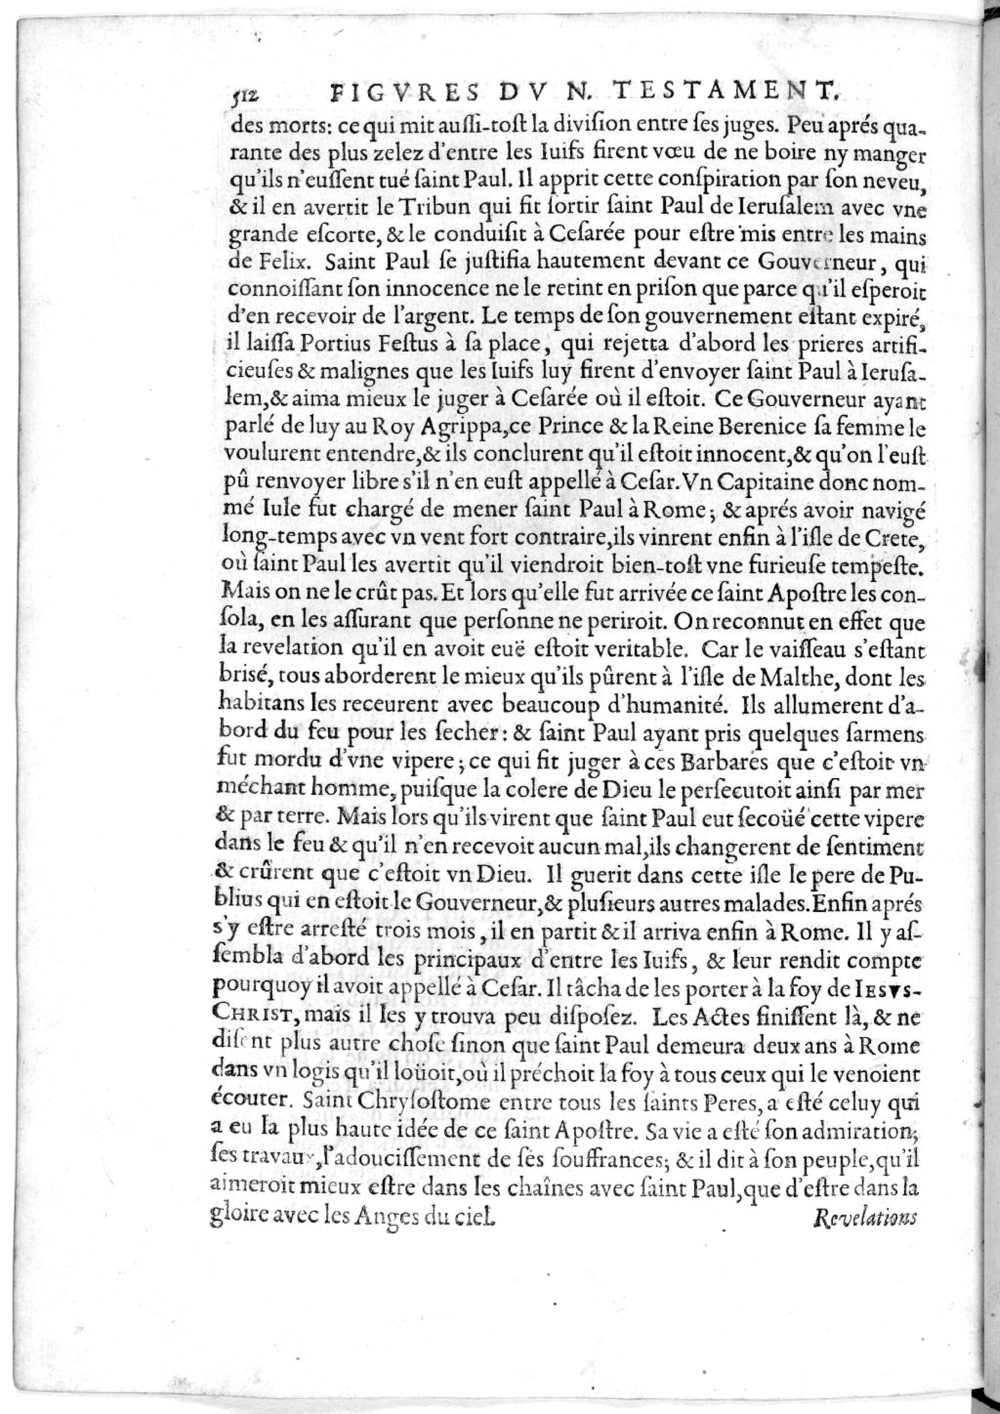 512 FIGVRES DV N. TESTAMENT.
des morts: ce qui mit auſſi-toſt la diviſion entre ſes juges. Peu aprés qua-
rante des plus zelez d'entre les Iuifs firent vœu de ne boire ny manger
qu'ils n'euſſent tué ſaint Paul. Il apprit cette conſpiration par ſon neveu,
& il en avertit le Tribun qui fit ſortir ſaint Paul de Ieruſalem avec vne
grande eſcorte, & le conduiſit à Ceſarée pour eſtre mis entre les mains
de Felix. Saint Paul ſe juſtifia hautement devant ce Gouverneur, qui
connoiſſant ſon innocence ne le retint en priſon que parce qu'il eſperoit
d'en recevoir de l'argent. Le temps de ſon gouvernement eſtant expiré,
il laiſſa Portius Feſtus à ſa place, qui rejetta d'abord les prieres artifi-
cieuſes & malignes que les Iuifs luy firent d'envoyer ſaint Paul à Ieruſa-
lem, & aima mieux le juger à Ceſarée où il eſtoit. Ce Gouverneur ayant
parlé de luy au Roy Agrippa, ce Prince & la Reine Berenice ſa femme le
voulurent entendre, & ils conclurent qu'il eſtoit innocent, & qu'on l'euſt
pû renvoyer libre s'il n'en euſt appellé à Ceſar. Vn Capitaine donc nom-
mé Iule fut chargé de mener ſaint Paul à Rome; & aprés avoir navigé
long-temps avec vn vent fort contraire, ils vinrent enfin à l'iſle de Crete,
où ſaint Paul les avertit qu'il viendroit bien-toſt vne furieuſe tempeſte.
Mais on ne le crût pas. Et lors qu'elle fut arrivée ce ſaint Apoſtre les con-
ſola, en les aſſurant que perſonne ne periroit. On reconnut en effet que
la revelation qu'il en avoit euë eſtoit veritable. Car le vaiſſeau s'eſtant
brisé, tous aborderent le mieux qu'ils pûrent à l'iſle de Malthe, dont les
habitans les receurent avec beaucoup d'humanité. Ils allumerent d'a-
bord du feu pour les ſecher: & ſaint Paul ayant pris quelques ſarmens
fut mordu d'vne vipere; ce qui fit juger à ces Barbares que c'eſtoit vn
méchant homme, puiſque la colere de Dieu le perſecutoit ainſi par mer
& par terre. Mais lors qu'ils virent que ſaint Paul eut ſecoüé cette vipere
dans le feu & qu'il n'en recevoit aucun mal, ils changerent de ſentiment
& crûrent que c'eſtoit vn Dieu. Il guerit dans cette iſle le pere de Pu-
blius qui en eſtoit le Gouverneur, & pluſieurs autres malades. Enfin aprés
s'y eſtre arreſté trois mois, il en partit & il arriva enfin à Rome. Il y aſ-
ſembla d'abord les principaux d'entre les Iuifs, & leur rendit compte
pourquoy il avoit appellé à Ceſar. Il tâcha de les porter à la foy de IESVS-
CHRIST, mais il les y trouva peu diſpoſez. Les Actes finiſſent là, & ne
diſent plus autre choſe ſinon que ſaint Paul demeura deux ans à Rome
dans vn logis qu'il loüoit, où il préchoit la foy à tous ceux qui le venoient
écouter. Saint Chryſoſtome entre tous les ſaints Peres, a eſté celuy qui
a eu la plus haute idée de ce ſaint Apoſtre. Sa vie a eſté ſon admiration;
ſes travaux, l'adouciſſement de ſes ſouffrances; & il dit à ſon peuple, qu'il
aimeroit mieux eſtre dans les chaînes avec ſaint Paul, que d'eſtre dans la
gloire avec les Anges du ciel. Revelations